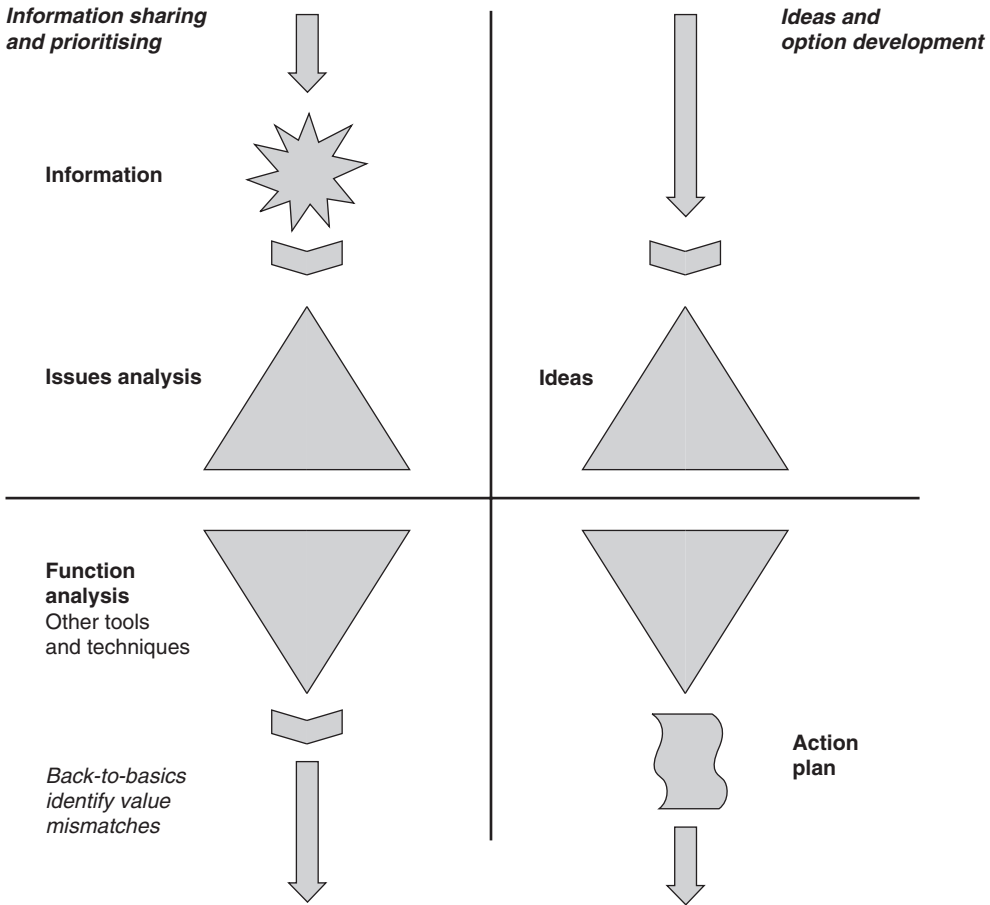 Information sharing
and prioritising
Information
Issues analysis
Function
analysis
Other tools
and techniques
Back-to-basics
identify value
mismatches
Ideas and
option development
Ideas
Action
plan